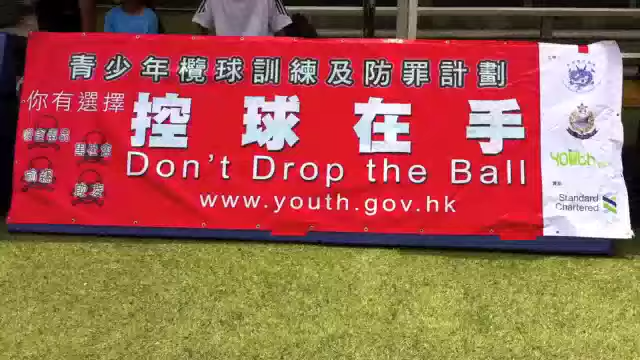 青少年欖球訓練及防罪計劃
你有選擇
控球在手
Don't Drop the Ball
www.youth.gov.hk
Standard
Chartered